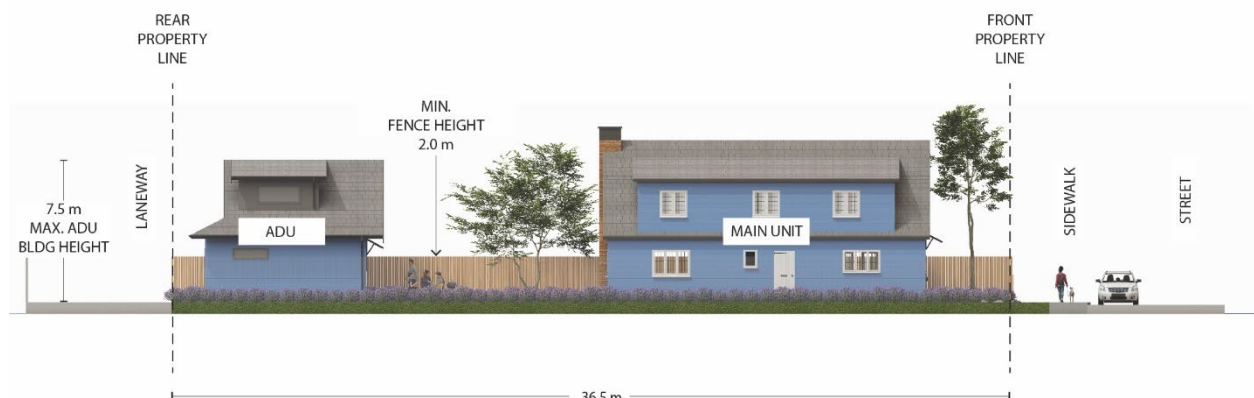 REAR
PROPERTY
LINE
FRONT
PROPERTY
LINE
MIN.
FENCE HEIGHT
2.0 m
LANEWAY
7.5 m
MAX. ADU
BLDG HEIGHT
ADU
MAIN UNIT
SIDEWALK
STREET
36.5 m